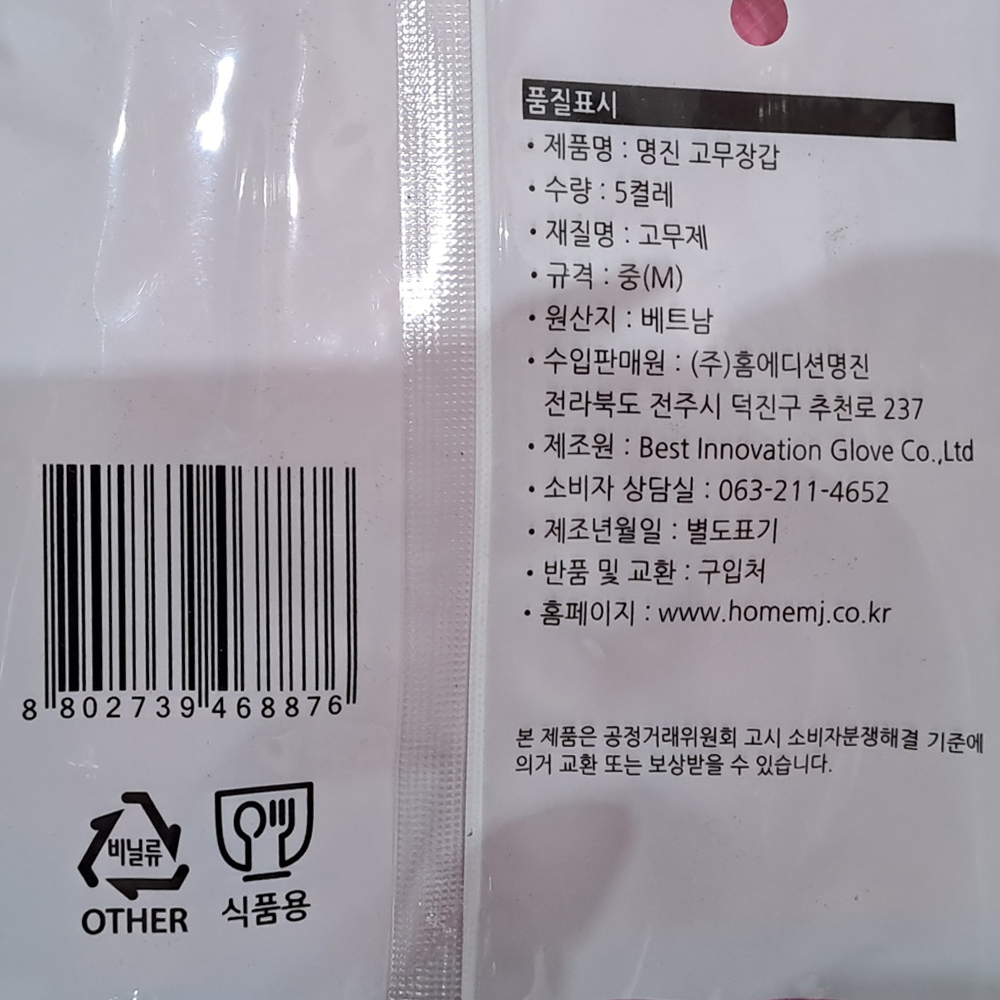 품질표시
• 제품명 : 명진 고무장갑
• 수량 : 5켤레
• 재질명 : 고무제
• 규격 : 중(M)
• 원산지 : 베트남
• 수입판매원 : (주)홈에디션명진
전라북도 전주시 덕진구 추천로 237
• 제조원 : Best Innovation Glove Co.,Ltd
• 소비자 상담실 : 063-211-4652
• 제조년월일 : 별도표기
• 반품 및 교환 : 구입처
• 홈페이지 : www.homemj.co.kr
본 제품은 공정거래위원회 고시 소비자분쟁해결 기준에
의거 교환 또는 보상받을 수 있습니다.
8 802739 468876
비닐류
OTHER
식품용